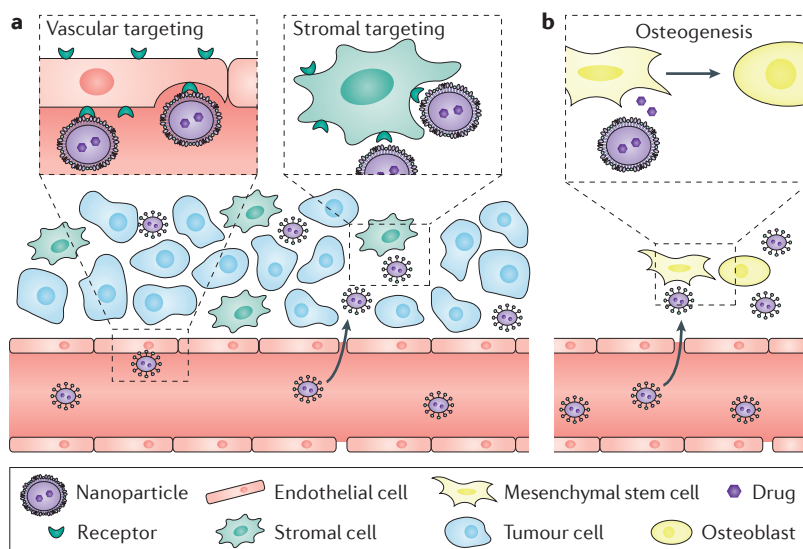 a
Vascular targeting
Stromal targeting
b
Osteogenesis
Nanoparticle
Endothelial cell
Mesenchymal stem cell
Drug
Receptor
Stromal cell
Tumour cell
Osteoblast